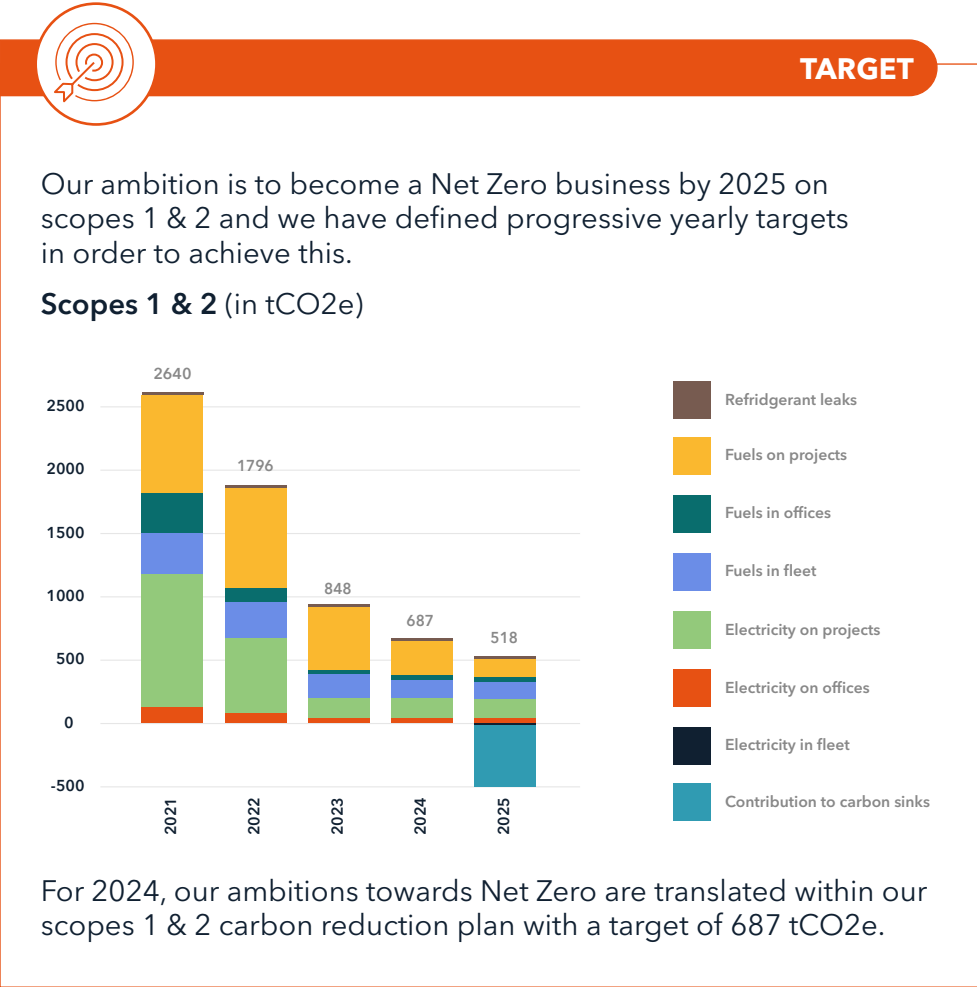 TARGET
Our ambition is to become a Net Zero business by 2025 on
scopes 1 & 2 and we have defined progressive yearly targets
in order to achieve this.
Scopes 1 & 2 (in tCO2e)
2640
1796
848
687
518
2500
2000
1500
1000
500
0
-500
2021
2022
2023
2024
2025
Refridgerant leaks
Fuels on projects
Fuels in offices
Fuels in fleet
Electricity on projects
Electricity on offices
Electricity in fleet
Contribution to carbon sinks
For 2024, our ambitions towards Net Zero are translated within our
scopes 1 & 2 carbon reduction plan with a target of 687 tCO2e.